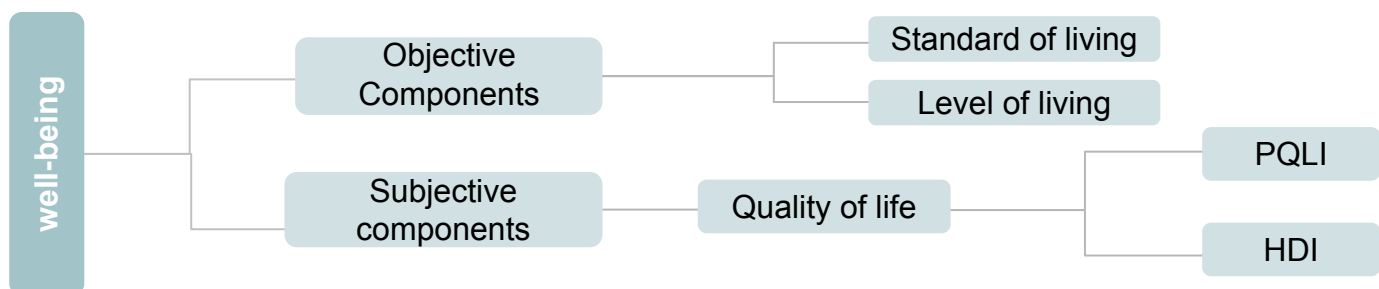 well-being
Objective
Components
Standard of living
Level of living
Subjective
components
Quality of life
PQLI
HDI